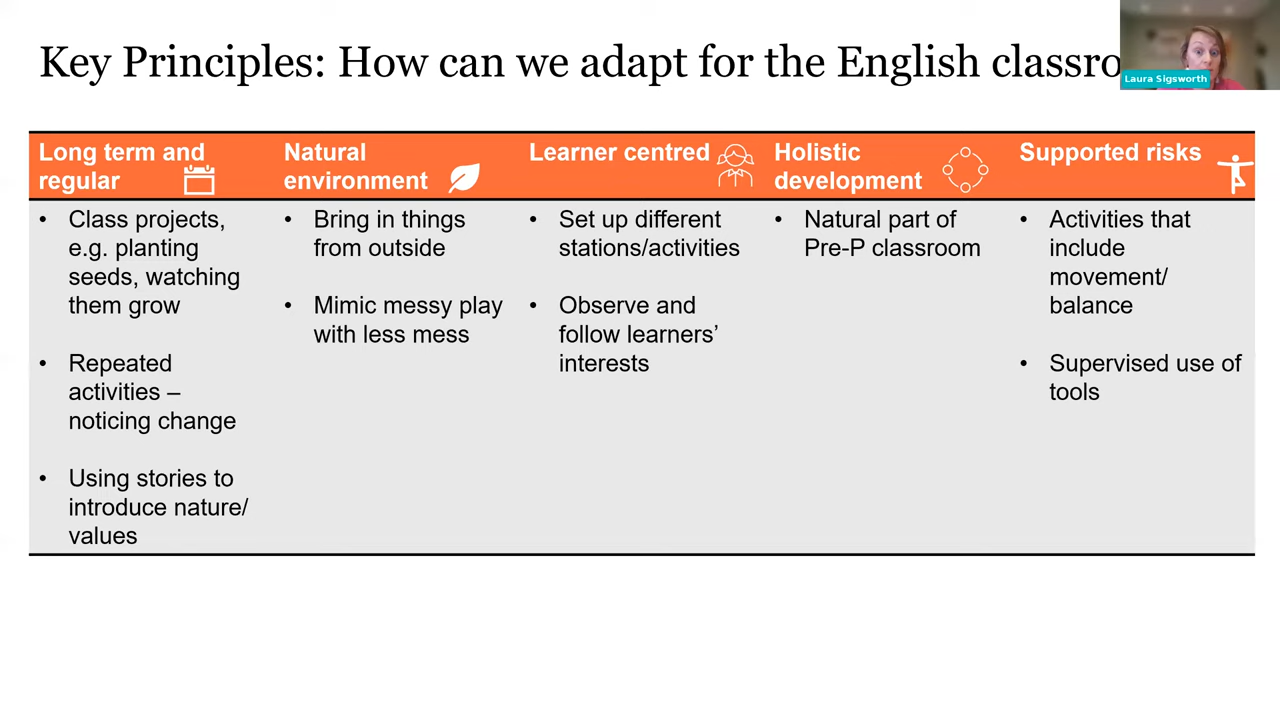 Key Principles: How can we adapt for the English classro
Laura Sigsworth
Long term and
regular
Natural
environment
Learner centred
Holistic
development
Supported risks
• Class projects,
e.g. planting
seeds, watching
them grow
• Repeated
activities –
noticing change
• Using stories to
introduce nature/
values
• Bring in things
from outside
• Mimic messy play
with less mess
• Set up different
stations/activities
• Observe and
follow learners’
interests
• Natural part of
Pre-P classroom
• Activities that
include
movement/
balance
• Supervised use of
tools